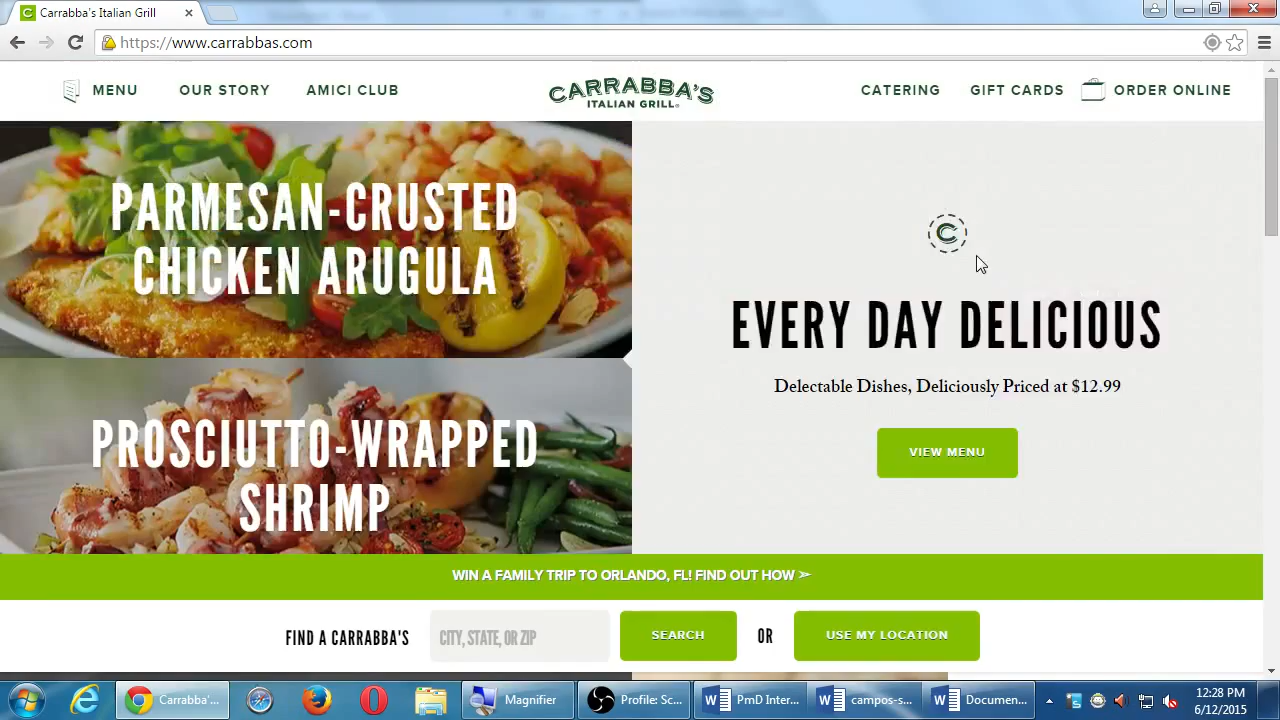 Carrabba's Italian Grill
https://www.carrabbas.com
MENU
OUR STORY
AMICI CLUB
CARRABBA'S
ITALIAN GRILL
CATERING
GIFT CARDS
ORDER ONLINE
PARMESAN-CRUSTED
CHICKEN ARUGULA
C
EVERY DAY DELICIOUS
Delectable Dishes, Deliciously Priced at $12.99
VIEW MENU
PROSCIUTTO-WRAPPED
SHRIMP
WIN A FAMILY TRIP TO ORLANDO, FL! FIND OUT HOW ➣
FIND A CARRABBA'S
CITY, STATE, OR ZIP
SEARCH
OR
USE MY LOCATION
Carrabba'...
Magnifier
Profile: Sc...
PmD Inter...
campos-s...
Documen...
12:28 PM
6/12/2015